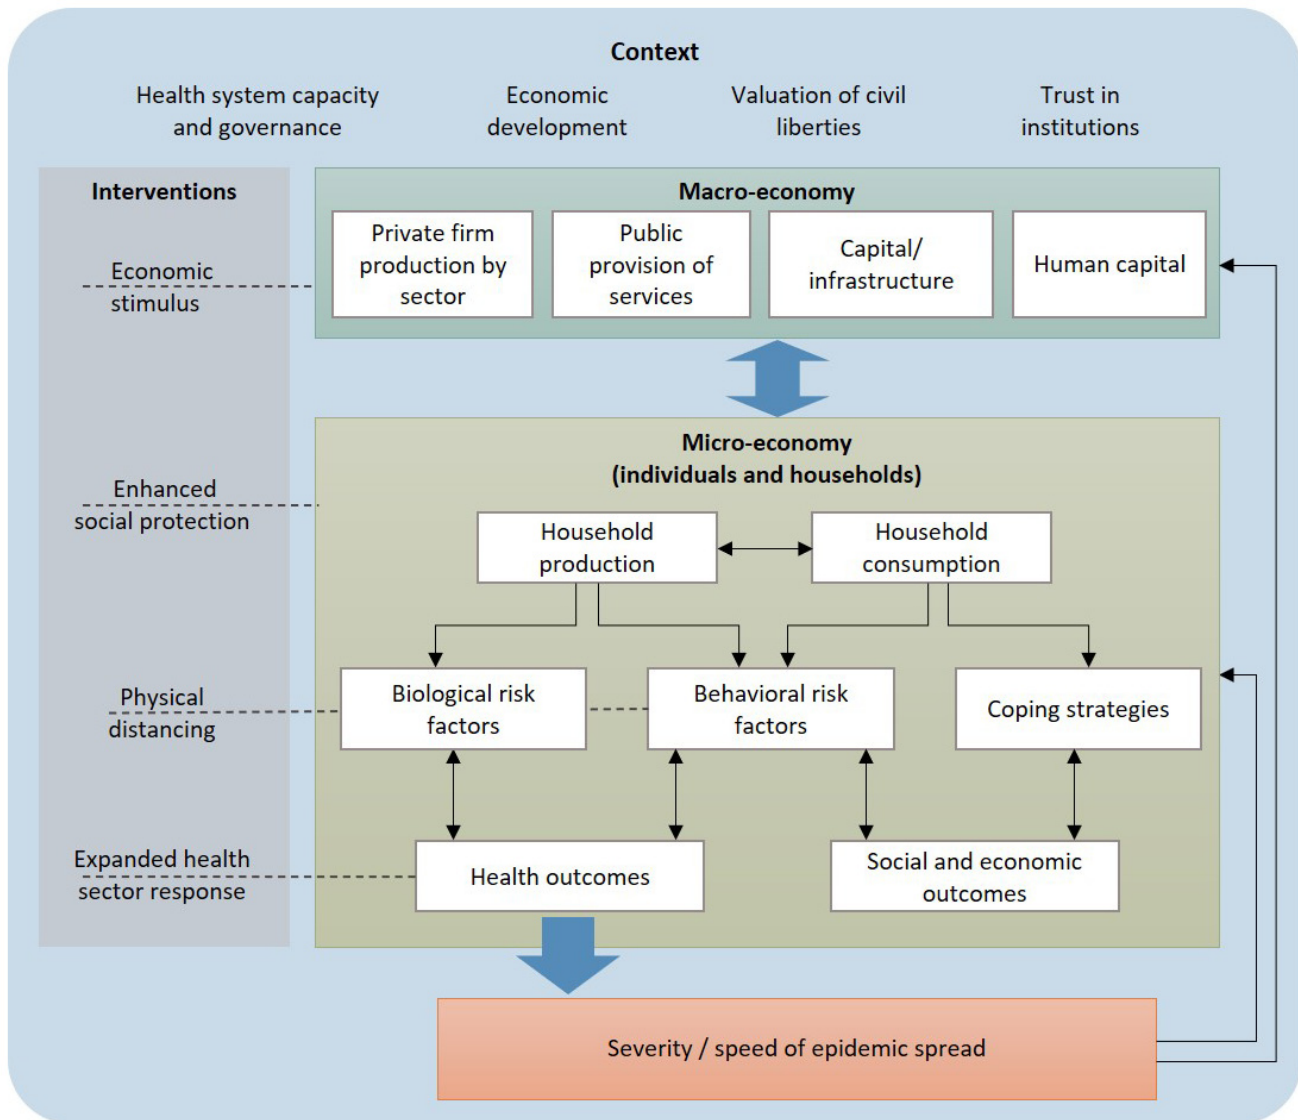 Context
Health system capacity
and governance
Economic
development
Valuation of civil
liberties
Trust in
institutions
Interventions
Economic
stimulus
Enhanced
social protection
Physical
distancing
Expanded health
sector response
Macro-economy
Private firm
production by
sector
Public
provision of
services
Capital/
infrastructure
Human capital
Micro-economy
(individuals and households)
Household
production
Household
consumption
Biological risk
factors
Behavioral risk
factors
Coping strategies
Health outcomes
Social and economic
outcomes
Severity / speed of epidemic spread